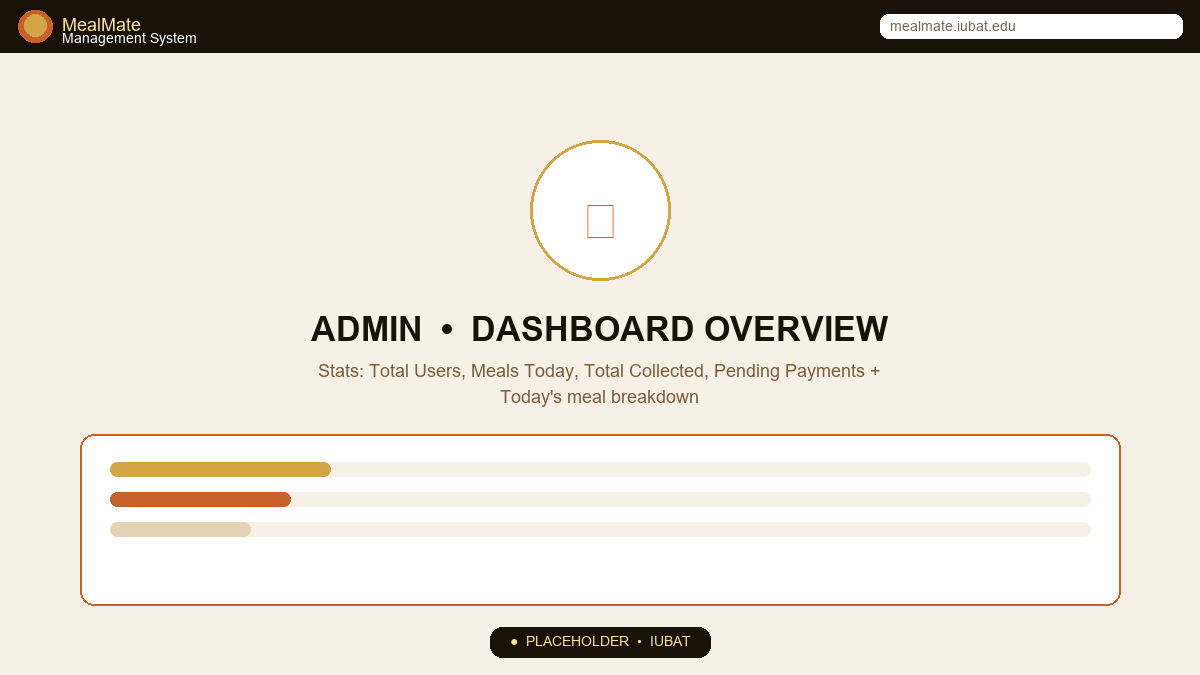 MealMate
Management System
mealmate.iubat.edu
ADMIN • DASHBOARD OVERVIEW
Stats: Total Users, Meals Today, Total Collected, Pending Payments +
Today's meal breakdown
● PLACEHOLDER • IUBAT